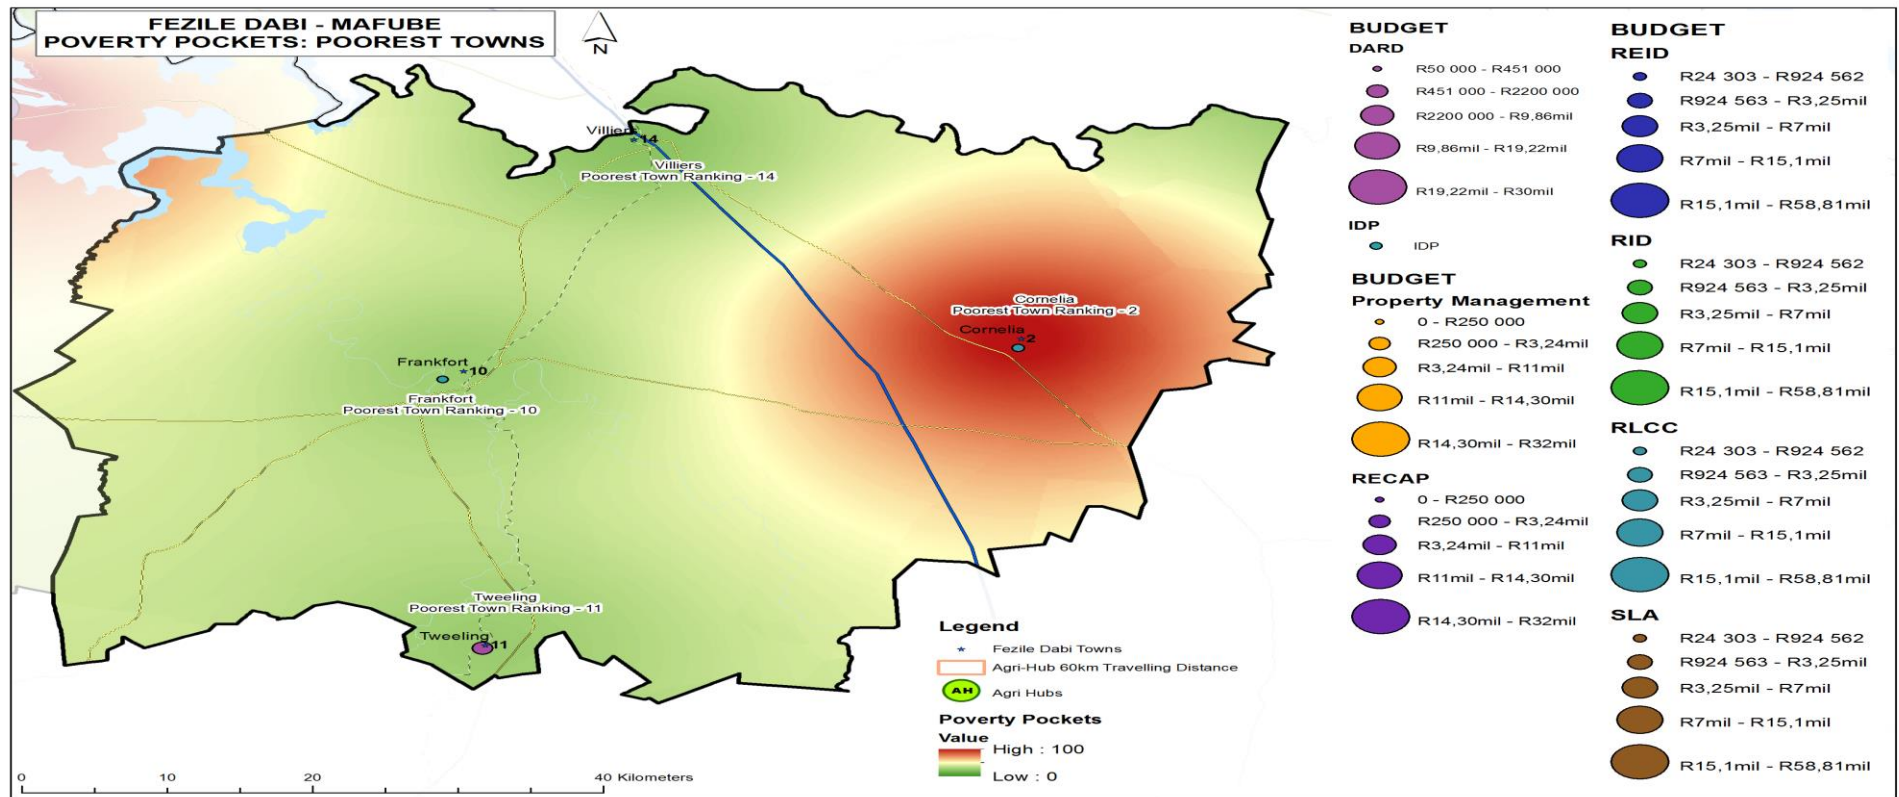 FEZILE DABI - MAFUBE
POVERTY POCKETS: POOREST TOWNS
N
Villiers
14
Villiers
Poorest Town Ranking - 14
Cornelia
Poorest Town Ranking - 2
Cornelia
2
Frankfort
10
Frankfort
Poorest Town Ranking - 10
Tweeling
Poorest Town Ranking - 11
Tweeling
11
Legend
Fezile Dabi Towns
Agri-Hub 60km Travelling Distance
AH Agri Hubs
Poverty Pockets
Value
High : 100
Low : 0
0 10 20 40 Kilometers
BUDGET
DARD
R50 000 - R451 000
R451 000 - R2200 000
R2200 000 - R9,86mil
R9,86mil - R19,22mil
R19,22mil - R30mil
IDP
IDP
BUDGET
Property Management
0 - R250 000
R250 000 - R3,24mil
R3,24mil - R11mil
R11mil - R14,30mil
R14,30mil - R32mil
RECAP
0 - R250 000
R250 000 - R3,24mil
R3,24mil - R11mil
R11mil - R14,30mil
R14,30mil - R32mil
BUDGET
REID
R24 303 - R924 562
R924 563 - R3,25mil
R3,25mil - R7mil
R7mil - R15,1mil
R15,1mil - R58,81mil
RID
R24 303 - R924 562
R924 563 - R3,25mil
R3,25mil - R7mil
R7mil - R15,1mil
R15,1mil - R58,81mil
RLCC
R24 303 - R924 562
R924 563 - R3,25mil
R3,25mil - R7mil
R7mil - R15,1mil
R15,1mil - R58,81mil
SLA
R24 303 - R924 562
R924 563 - R3,25mil
R3,25mil - R7mil
R7mil - R15,1mil
R15,1mil - R58,81mil